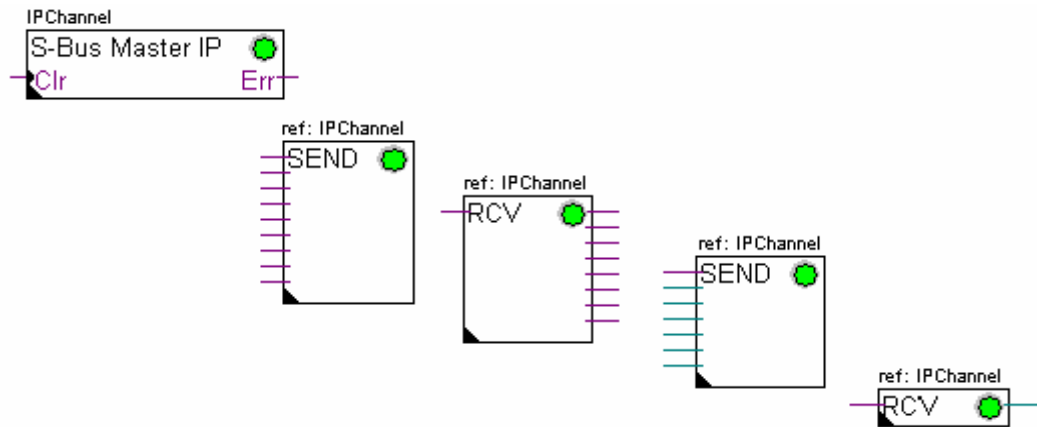 IPChannel
S-Bus Master IP
Clr Err
ref: IPChannel
SEND
ref: IPChannel
RCV
ref: IPChannel
SEND
ref: IPChannel
RCV